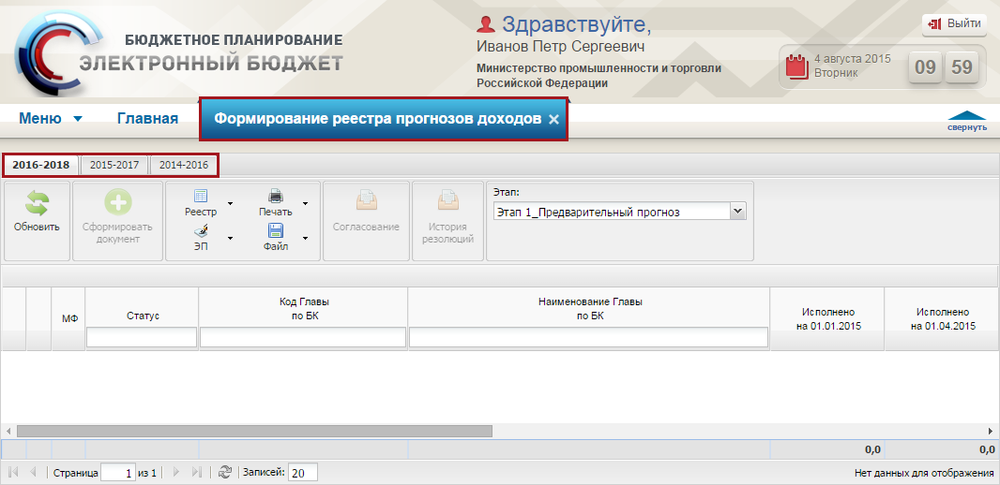 БЮДЖЕТНОЕ ПЛАНИРОВАНИЕ
ЭЛЕКТРОННЫЙ БЮДЖЕТ
Здравствуйте,
Иванов Петр Сергеевич
Министерство промышленности и торговли
Российской Федерации
Выйти
4 августа 2015
Вторник
09 59
Меню Главная Формирование реестра прогнозов доходов
свернуть
2016-2018 2015-2017 2014-2016
Обновить
Сформировать
документ
Реестр
Печать
ЭП
Файл
Согласование
История
резолюций
Этап:
Этап 1_Предварительный прогноз
МФ
Статус
Код Главы
по БК
Наименование Главы
по БК
Исполнено
на 01.01.2015
Исполнено
на 01.04.2015
0,0 0,0
Страница 1 из 1 Записей: 20 Нет данных для отображения